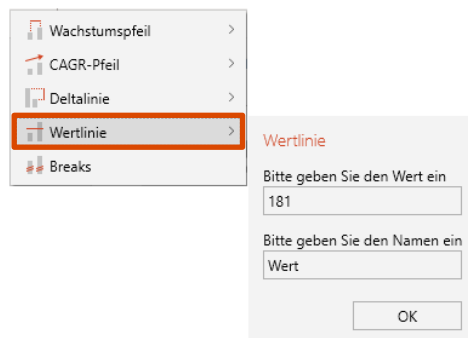 Wachstumspfeil
CAGR-Pfeil
Deltalinie
Wertlinie
Breaks
Wertlinie
Bitte geben Sie den Wert ein
181
Bitte geben Sie den Namen ein
Wert
OK